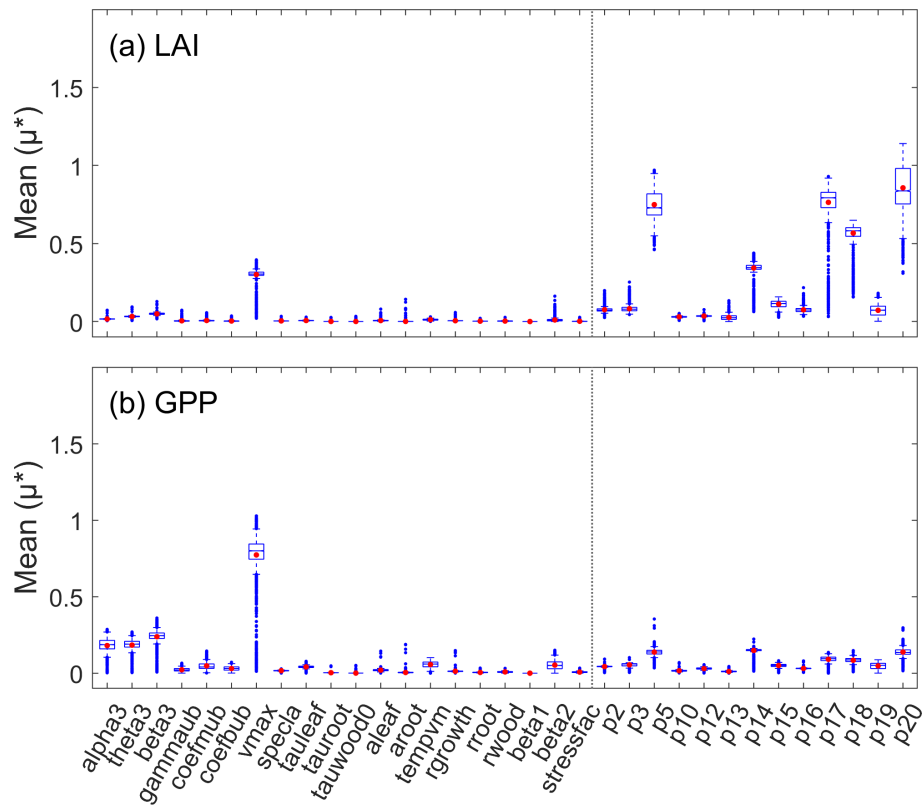 (a) LAI
Mean (μ*)
1.5
1
0.5
0
(b) GPP
Mean (μ*)
1.5
1
0.5
0
alpha3
theta3
beta3
gammaub
coefmub
coefbub
vmax
specla
tauleaf
tauroot
tauwood0
aleaf
aroot
tempvm
rgrowth
rroot
rwood
beta1
beta2
stressfac
p2
p3
p5
p10
p12
p13
p14
p15
p16
p17
p18
p19
p20